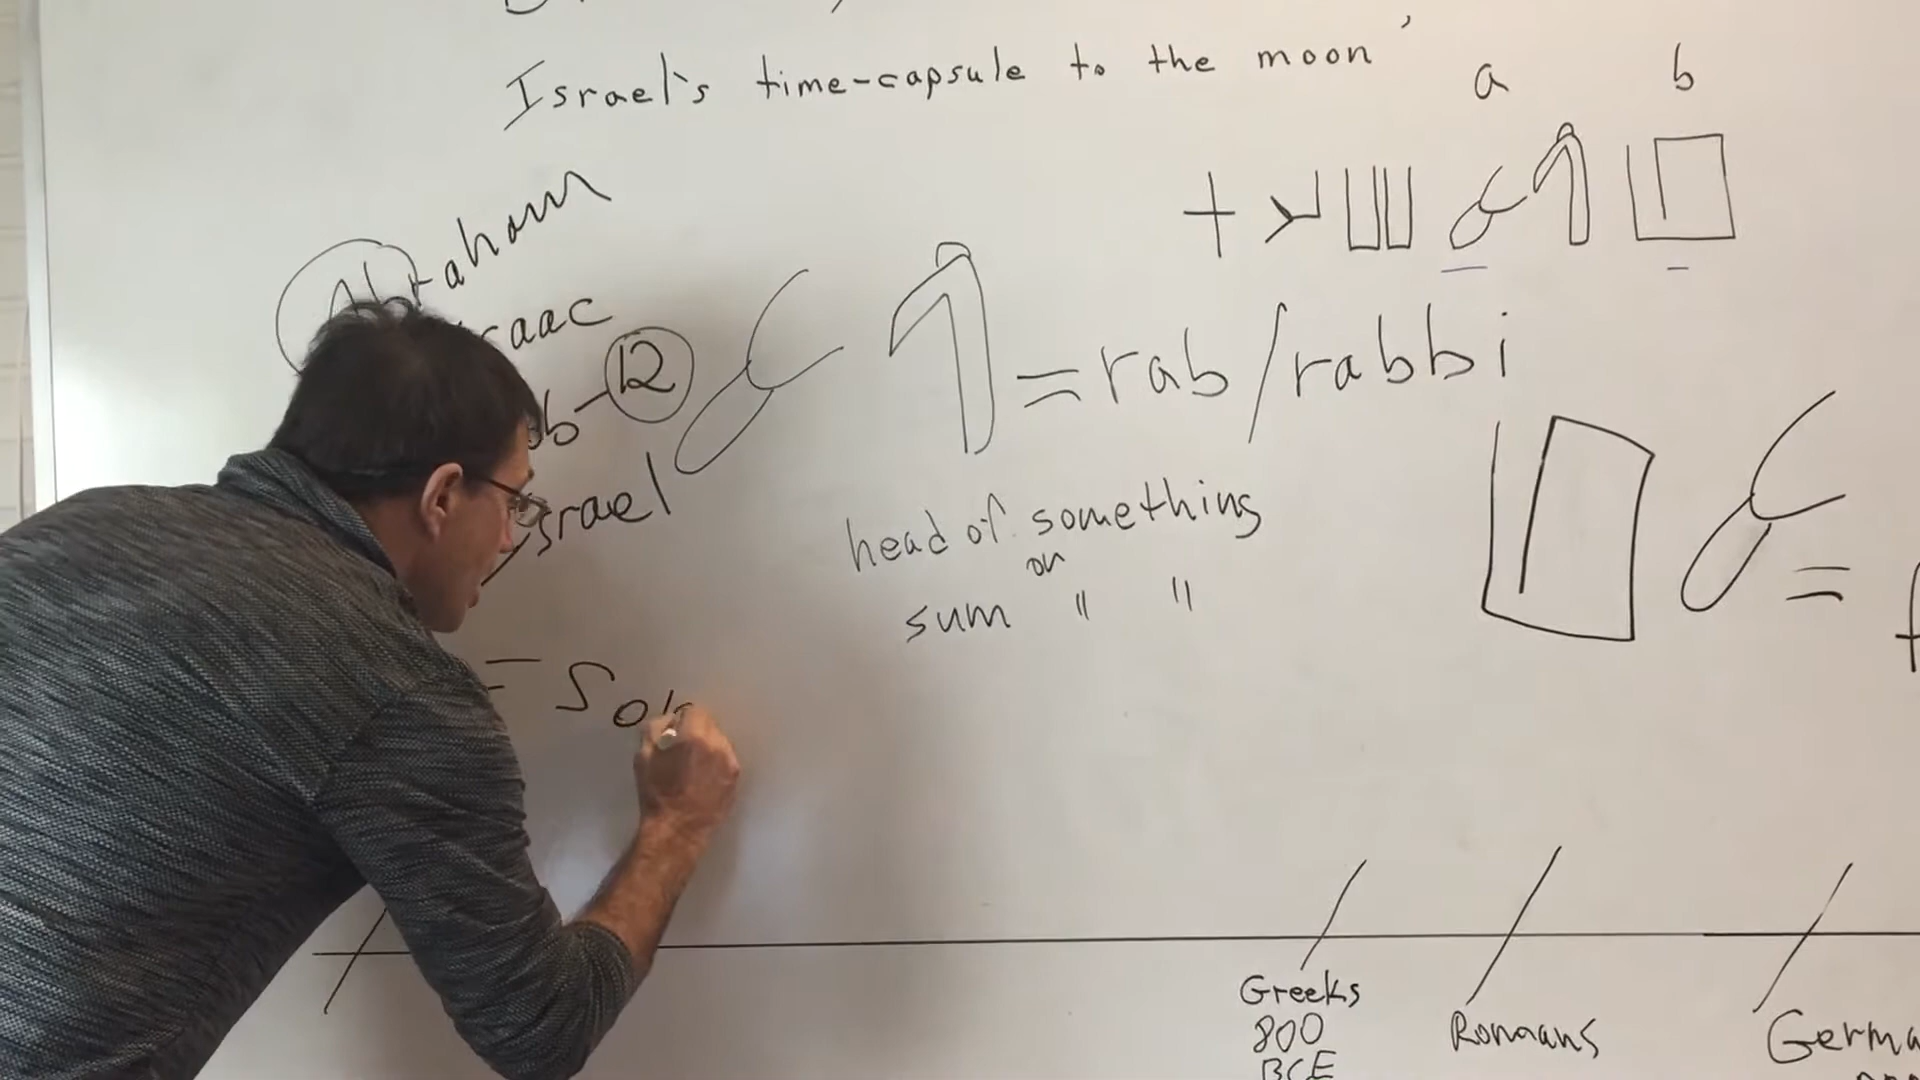 Israel's time-capsule to the moon
a b
Abraham
= rab/rabbi
12
Israel
head of something
or
sum " "
=
= So
Greeks
800
BCE
Romans